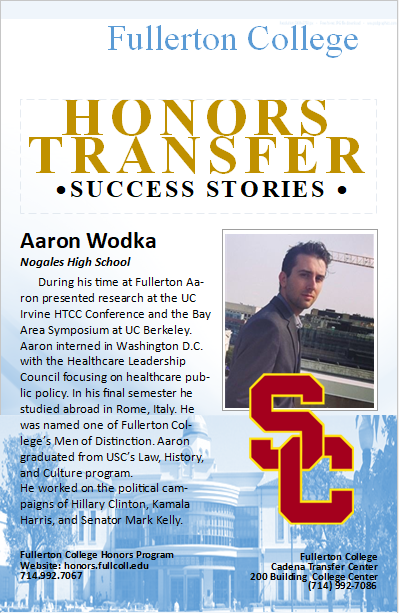 Fullerton College
HONORS
TRANSFER
•SUCCESS STORIES •
Aaron Wodka
Nogales High School
During his time at Fullerton Aa-
ron presented research at the UC
Irvine HTCC Conference and the Bay
Area Symposium at UC Berkeley.
Aaron interned in Washington D.C.
with the Healthcare Leadership
Council focusing on healthcare pub-
lic policy. In his final semester he
studied abroad in Rome, Italy. He
was named one of Fullerton Col-
lege's Men of Distinction. Aaron
graduated from USC's Law, History,
and Culture program.
He worked on the political cam-
paigns of Hillary Clinton, Kamala
Harris, and Senator Mark Kelly.
SC
Fullerton College Honors Program
Website: honors.fullcoll.edu
714.992.7067
Fullerton College
Cadena Transfer Center
200 Building College Center
(714) 992-7086